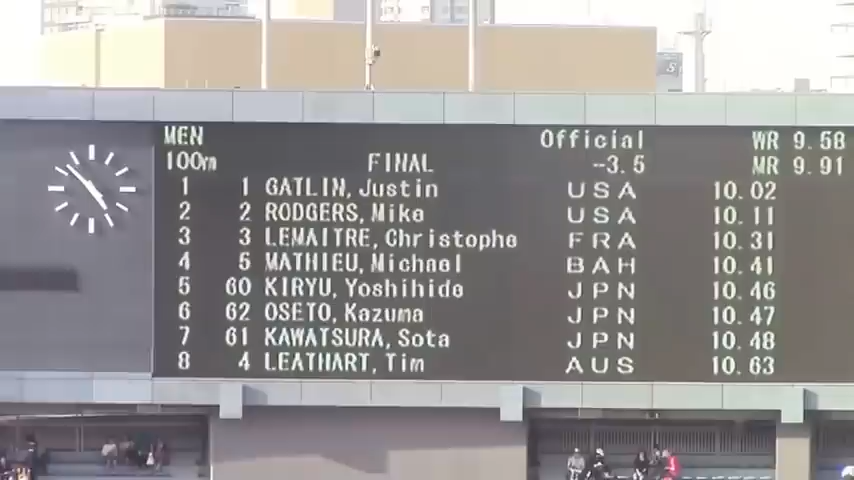 MEN Official WR 9.58
100m FINAL -3.5 MR 9.91
1 1 GATLIN, Justin USA 10.02
2 2 RODGERS, Mike USA 10.11
3 3 LEMAITRE, Christophe FRA 10.31
4 5 MATHIEU, Michael BAH 10.41
5 60 KIRYU, Yoshihide JPN 10.46
6 62 OSETO, Kazuma JPN 10.47
7 61 KAWATSURA, Sota JPN 10.48
8 4 LEATHART, Tim AUS 10.63